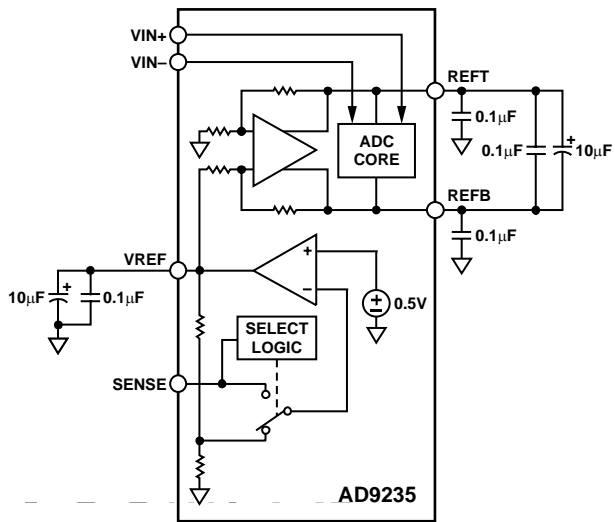 VIN+
VIN–
REFT
0.1μF
ADC
CORE
0.1μF
10μF
+
REFB
0.1μF
VREF
+
10μF
0.1μF
+
–
0.5V
SELECT
LOGIC
SENSE
AD9235